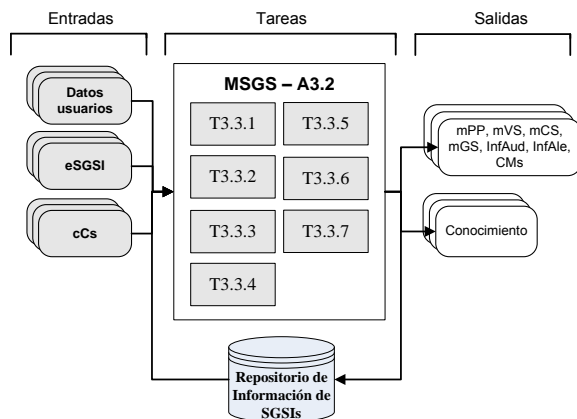 Entradas
Tareas
Salidas
Datos
usuarios
eSGSI
cCs
MSGS – A3.2
T3.3.1
T3.3.5
T3.3.2
T3.3.6
T3.3.3
T3.3.7
T3.3.4
mPP, mVS, mCS,
mGS, InfAud, InfAle,
CMs
Conocimiento
Repositorio de
Información de
SGSIs